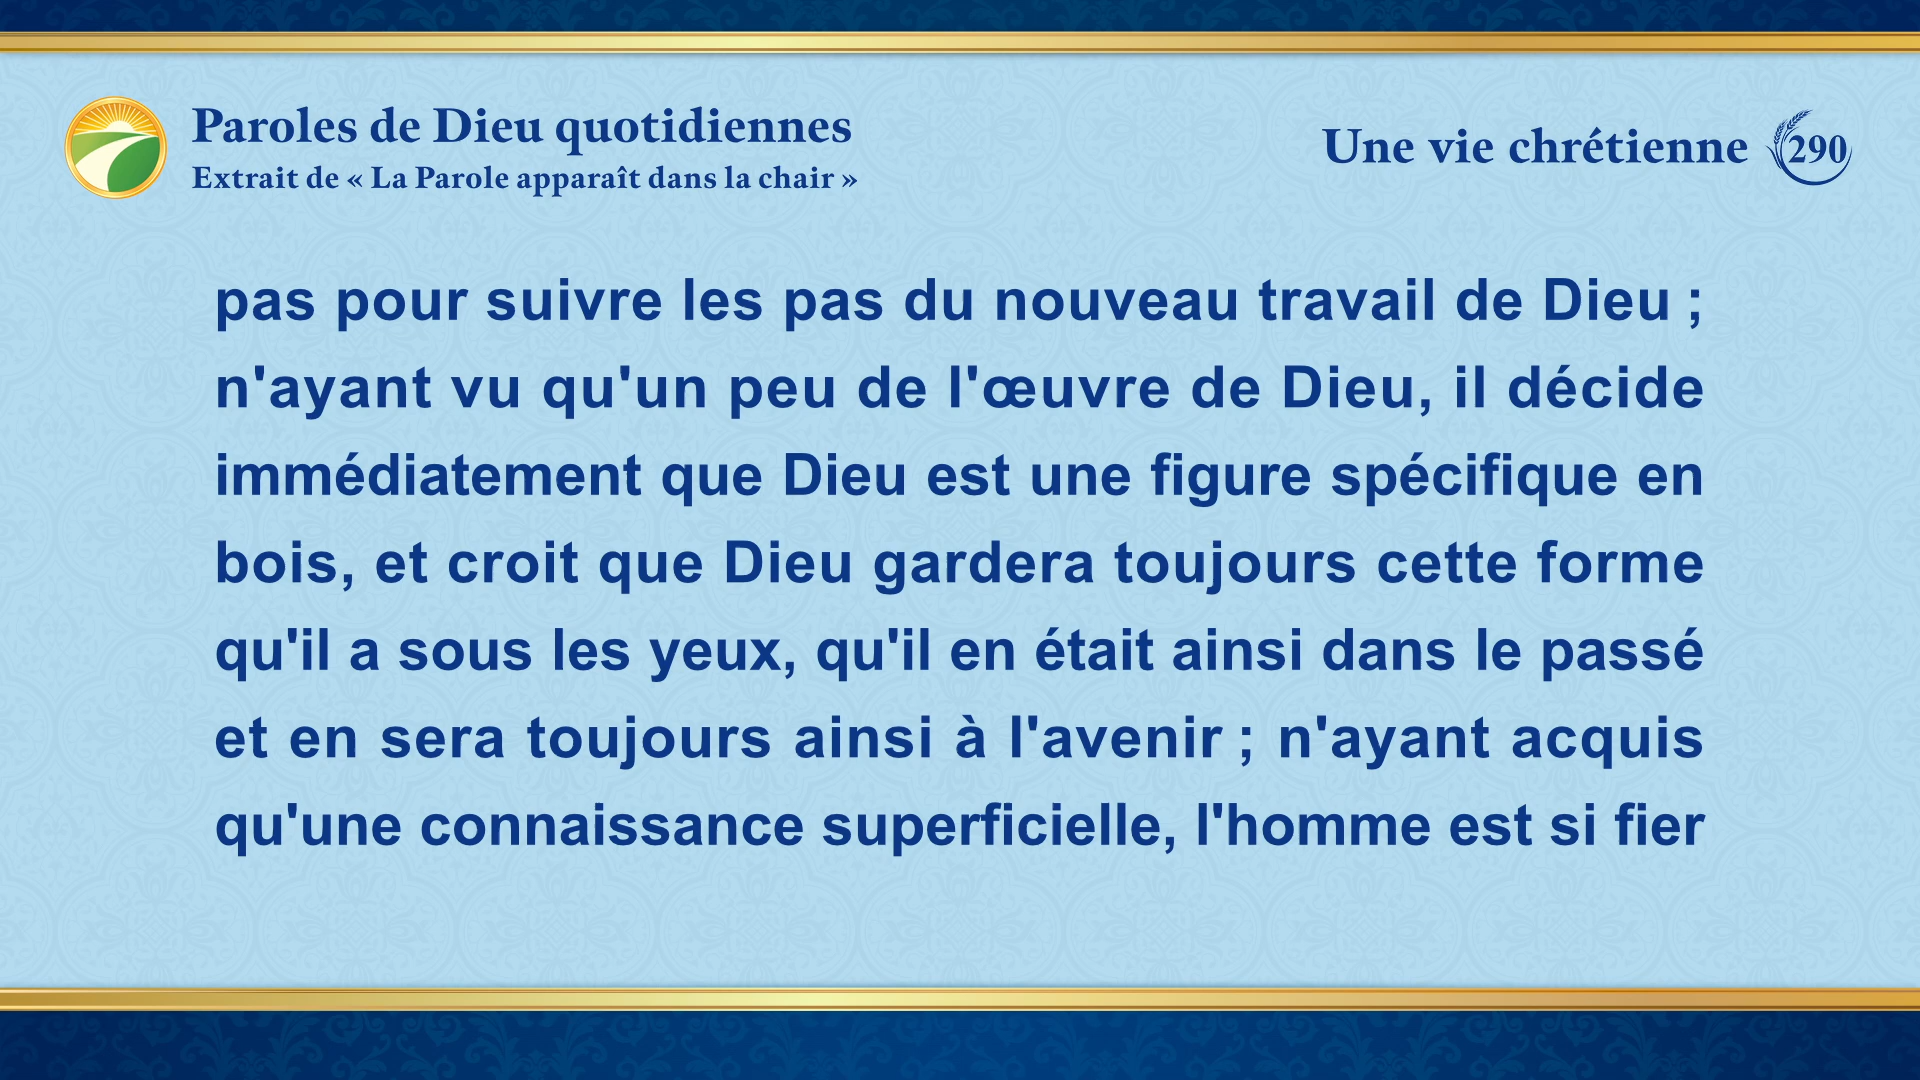 Paroles de Dieu quotidiennes
Extrait de « La Parole apparaît dans la chair »
Une vie chrétienne 290
pas pour suivre les pas du nouveau travail de Dieu ;
n'ayant vu qu'un peu de l'œuvre de Dieu, il décide
immédiatement que Dieu est une figure spécifique en
bois, et croit que Dieu gardera toujours cette forme
qu'il a sous les yeux, qu'il en était ainsi dans le passé
et en sera toujours ainsi à l'avenir ; n'ayant acquis
qu'une connaissance superficielle, l'homme est si fier